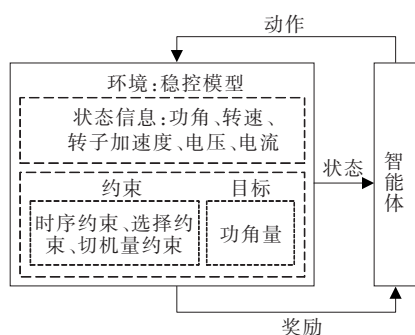 动作
环境:稳控模型
状态信息:功角、转速、
转子加速度、电压、电流
约束
目标
时序约束、选择约
束、切机量约束
功角量
状态
智能体
奖励